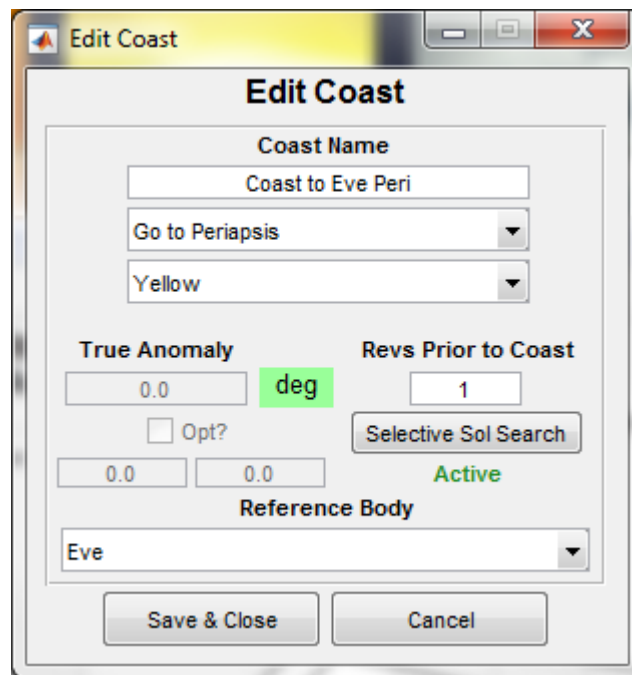 Edit Coast
Edit Coast
Coast Name
Coast to Eve Peri
Go to Periapsis
Yellow
True Anomaly
Revs Prior to Coast
0.0
deg
1
Opt?
Selective Sol Search
0.0
0.0
Active
Reference Body
Eve
Save & Close
Cancel